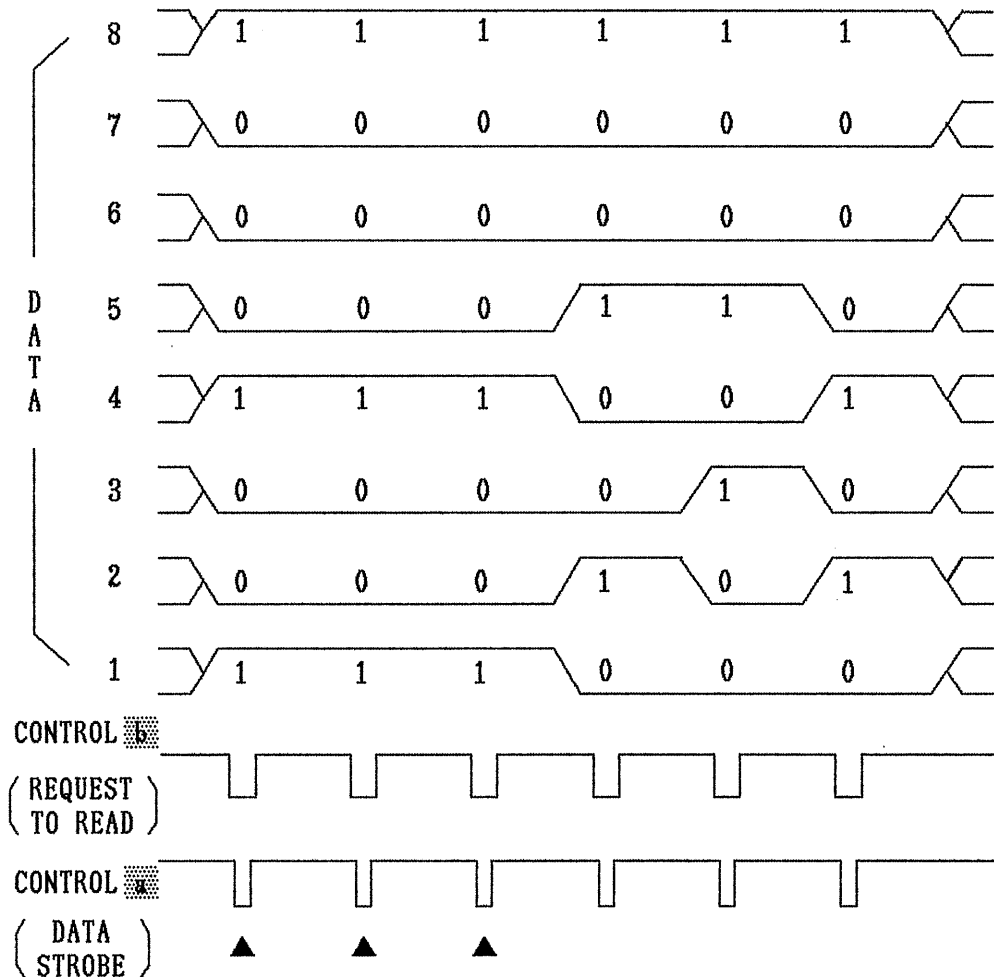 8 1 1 1 1 1 1
7 0 0 0 0 0 0
6 0 0 0 0 0 0
DATA
5 0 0 0 1 1 0
4 1 1 1 0 0 1
3 0 0 0 0 1 0
2 0 0 0 1 0 1
1 1 1 1 0 0 0
CONTROL b
(REQUEST
TO READ)
CONTROL a
(DATA
STROBE)